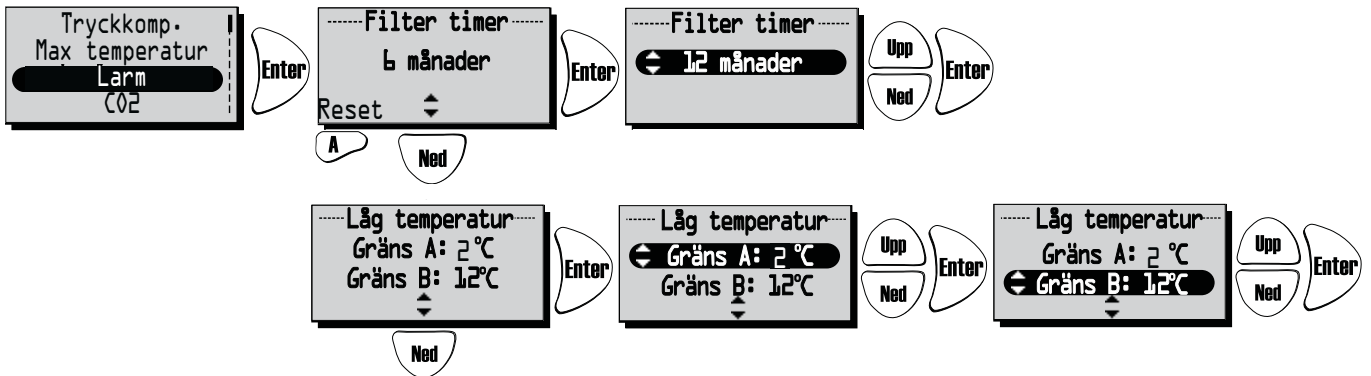 Tryckkomp.
Max temperatur
Larm
CO2
Enter
Filter timer
6 månader
Reset
A
Ned
Enter
Filter timer
12 månader
Upp
Ned
Enter
Låg temperatur
Gräns A: 2 °C
Gräns B: 12°C
Ned
Enter
Låg temperatur
Gräns A: 2 °C
Gräns B: 12°C
Upp
Ned
Enter
Låg temperatur
Gräns A: 2 °C
Gräns B: 12°C
Upp
Ned
Enter